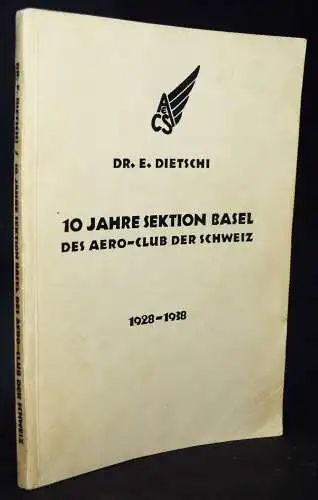 AECS
DR. E. DIETSCHI
10 JAHRE SEKTION BASEL
DES AERO-CLUB DER SCHWEIZ
1928-1938
DR. E. DIETSCHI / 10 JAHRE SEKTION BASEL DES AERO-CLUB DER SCHWEIZ